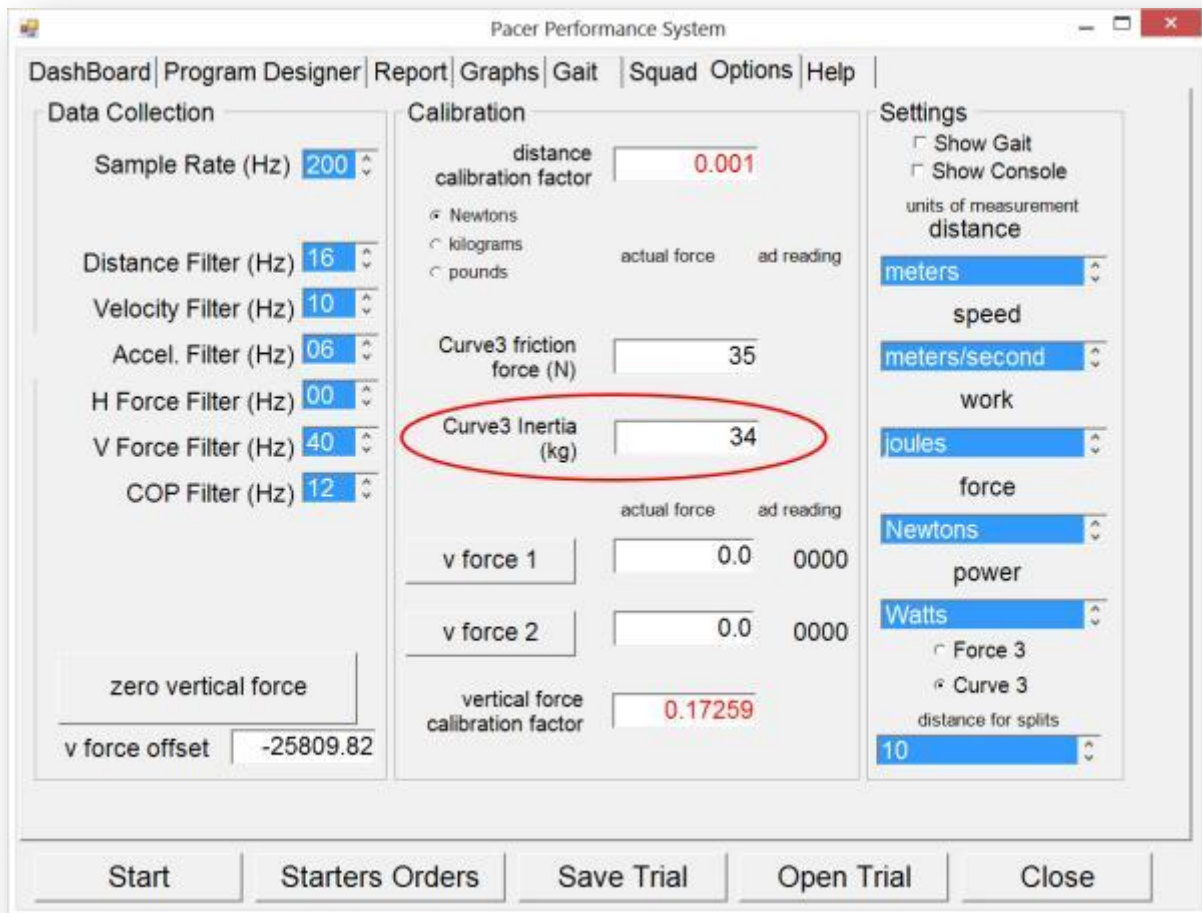 Pacer Performance System
DashBoard Program Designer Report Graphs Gait Squad Options Help
Data Collection
Sample Rate (Hz) 200
Distance Filter (Hz) 16
Velocity Filter (Hz) 10
Accel. Filter (Hz) 06
H Force Filter (Hz) 00
V Force Filter (Hz) 40
COP Filter (Hz) 12
zero vertical force
v force offset -25809.82
Calibration
distance
calibration factor 0.001
Newtons
kilograms
pounds
actual force ad reading
Curve3 friction
force (N) 35
Curve3 Inertia
(kg) 34
actual force ad reading
v force 1 0.0 0000
v force 2 0.0 0000
vertical force
calibration factor 0.17259
Settings
Show Gait
Show Console
units of measurement
distance
meters
speed
meters/second
work
joules
force
Newtons
power
Watts
Force 3
Curve 3
distance for splits
10
Start Starters Orders Save Trial Open Trial Close